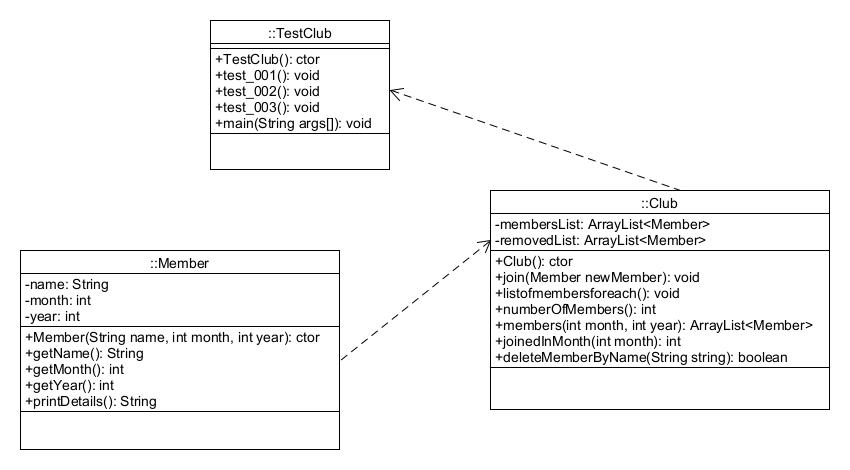 ::TestClub
+TestClub(): ctor
+test_001(): void
+test_002(): void
+test_003(): void
+main(String args[]): void
::Club
-membersList: ArrayList<Member>
-removedList: ArrayList<Member>
+Club(): ctor
+join(Member newMember): void
+listofmembersforeach(): void
+numberOfMembers(): int
+members(int month, int year): ArrayList<Member>
+joinedInMonth(int month): int
+deleteMemberByName(String string): boolean
::Member
-name: String
-month: int
-year: int
+Member(String name, int month, int year): ctor
+getName(): String
+getMonth(): int
+getYear(): int
+printDetails(): String